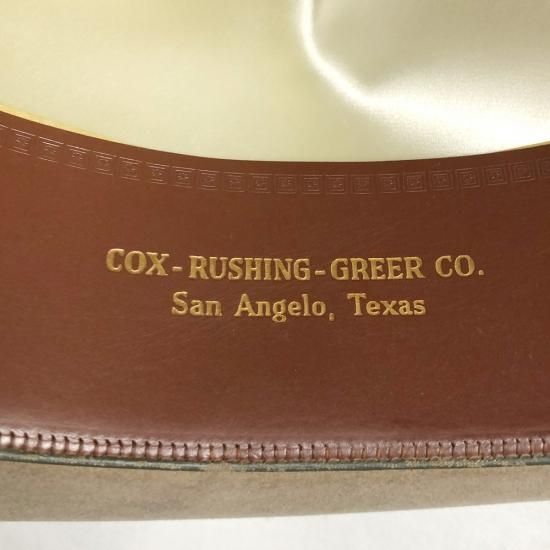 COX-RUSHING-GREER CO.
San Angelo, Texas